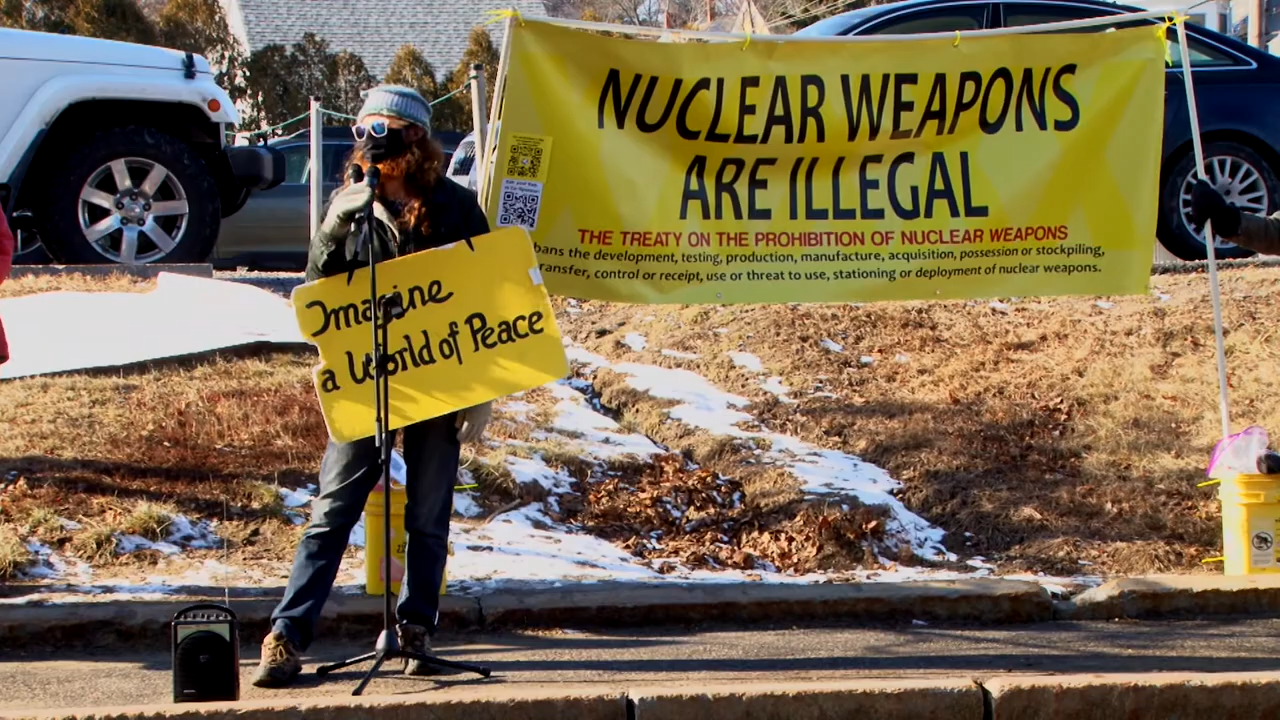 NUCLEAR WEAPONS
ARE ILLEGAL
THE TREATY ON THE PROHIBITION OF NUCLEAR WEAPONS
bans the development, testing, production, manufacture, acquisition, possession or stockpiling,
transfer, control or receipt, use or threat to use, stationing or deployment of nuclear weapons.
Imagine
a World of Peace